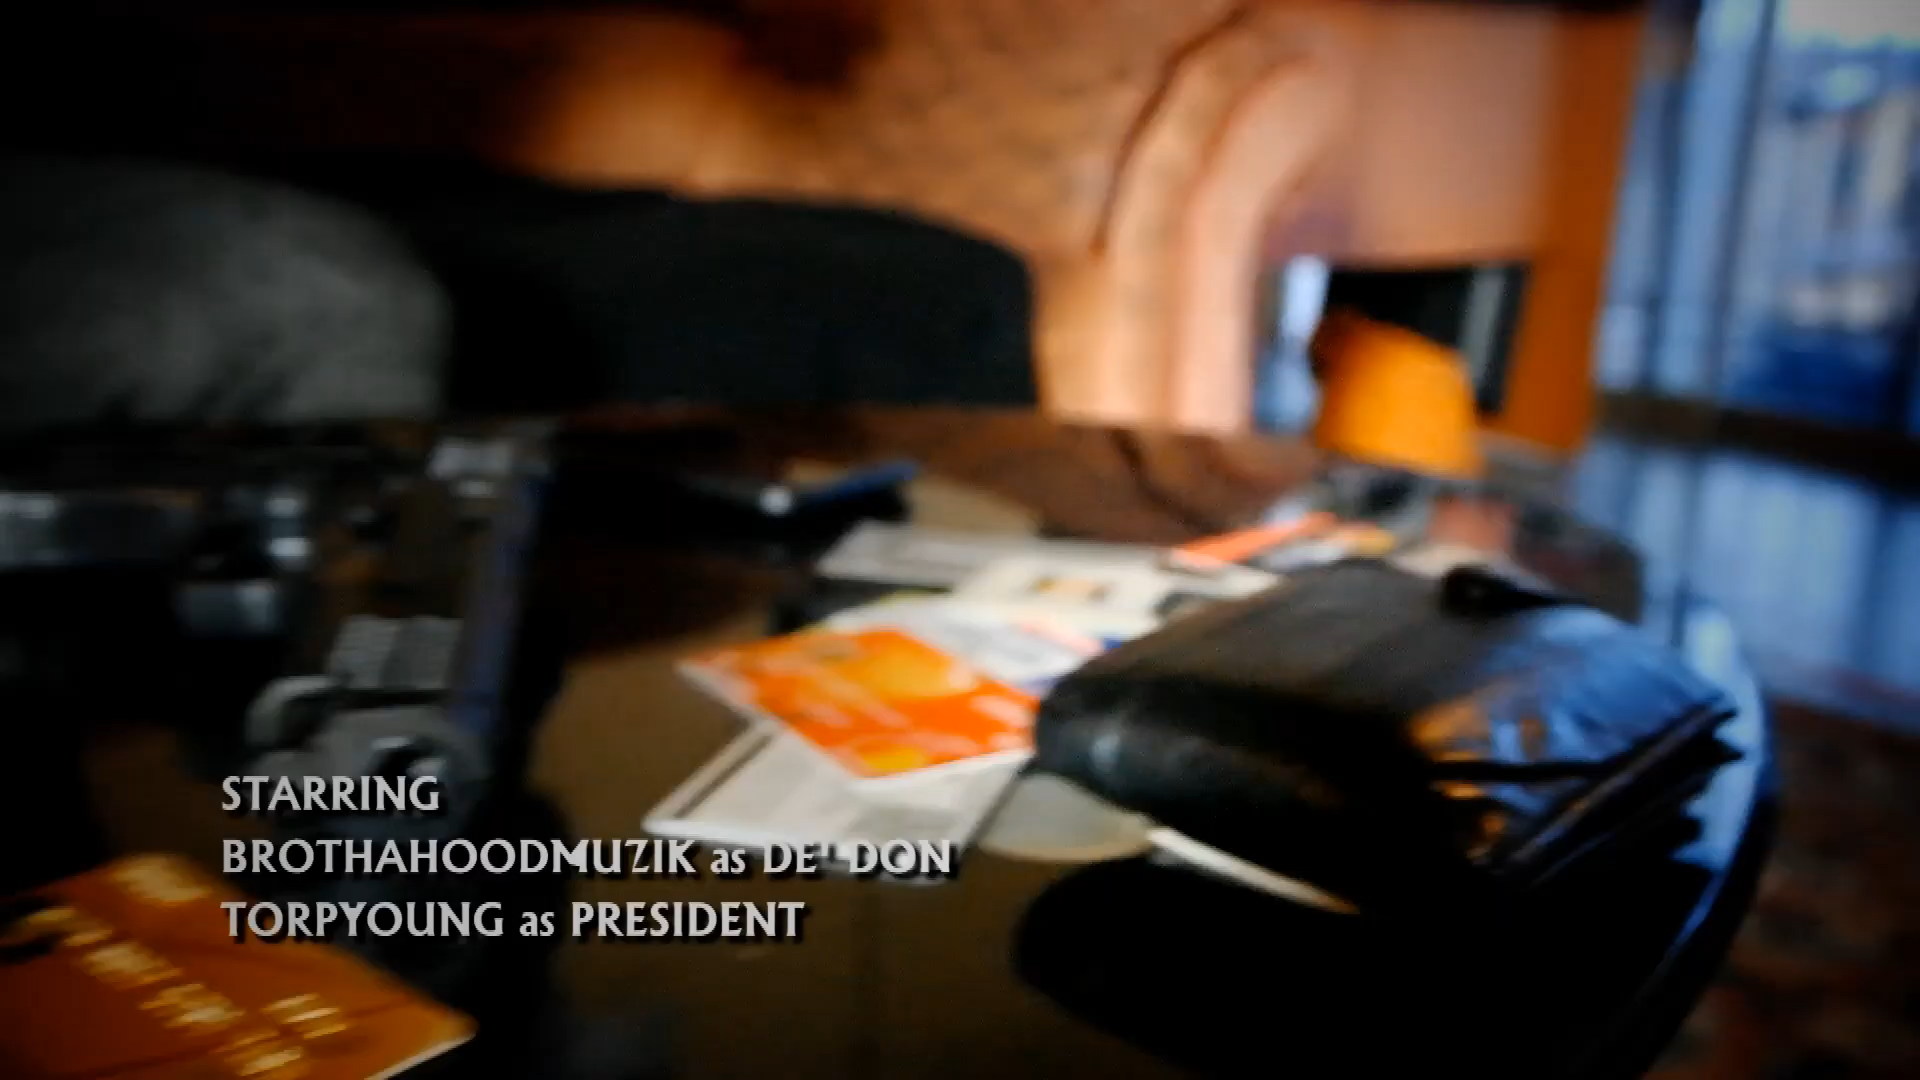 STARRING
BROTHAHOODMUZIK as DE' DON
TORPYOUNG as PRESIDENT